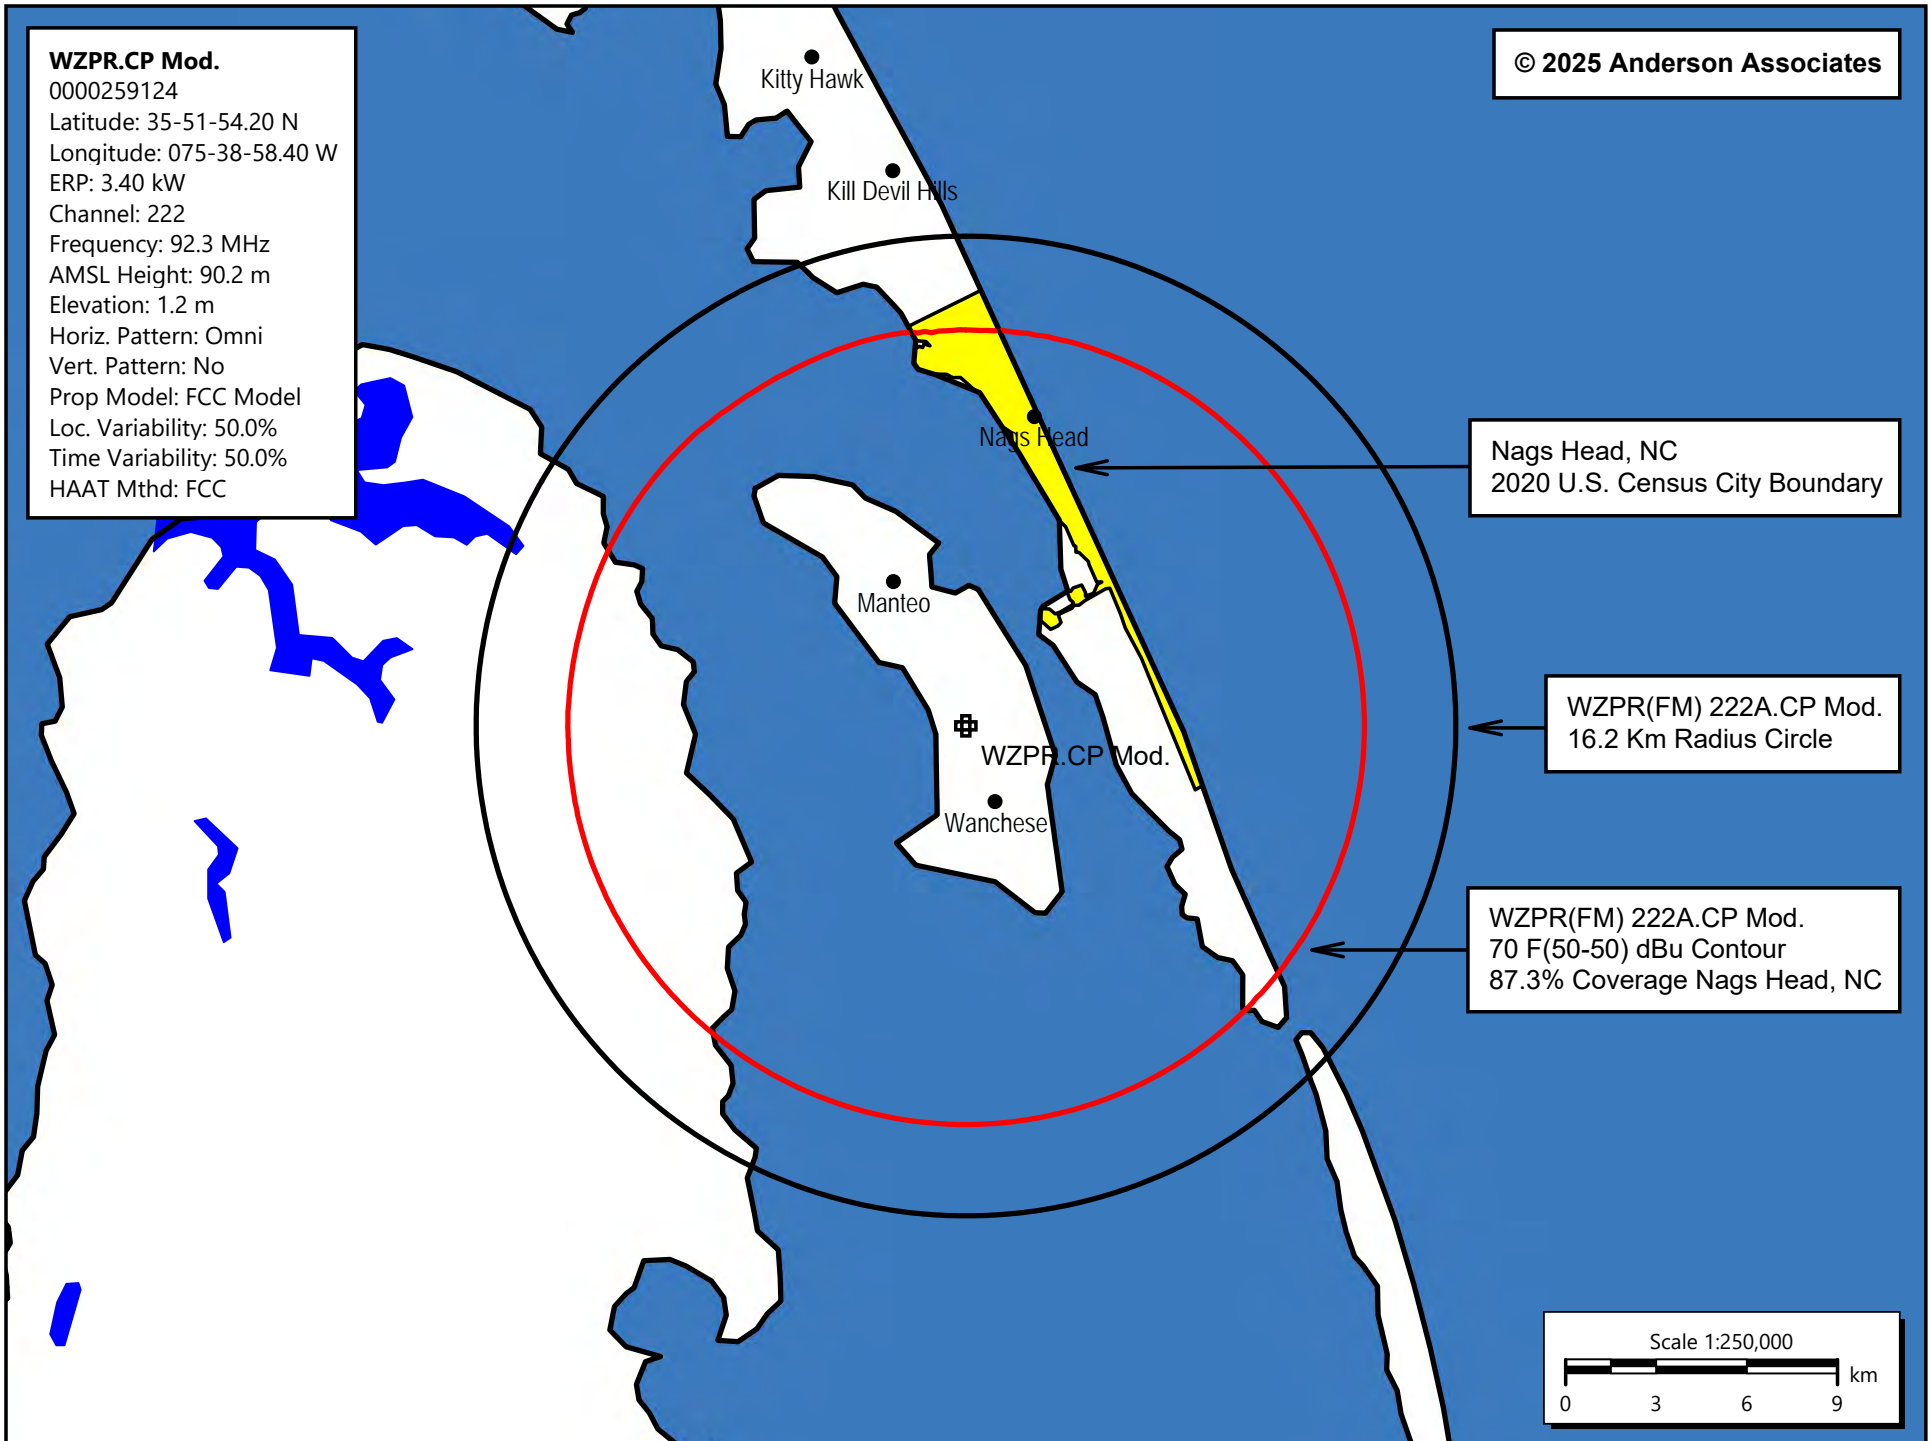 WZPR.CP Mod.
0000259124
Latitude: 35-51-54.20 N
Longitude: 075-38-58.40 W
ERP: 3.40 kW
Channel: 222
Frequency: 92.3 MHz
AMSL Height: 90.2 m
Elevation: 1.2 m
Horiz. Pattern: Omni
Vert. Pattern: No
Prop Model: FCC Model
Loc. Variability: 50.0%
Time Variability: 50.0%
HAAT Mthd: FCC
© 2025 Anderson Associates
Kitty Hawk
Kill Devil Hills
Nags Head
Nags Head, NC
2020 U.S. Census City Boundary
Manteo
WZPR.CP Mod.
Wanchese
WZPR(FM) 222A.CP Mod.
16.2 Km Radius Circle
WZPR(FM) 222A.CP Mod.
70 F(50-50) dBu Contour
87.3% Coverage Nags Head, NC
Scale 1:250,000
km
0 3 6 9